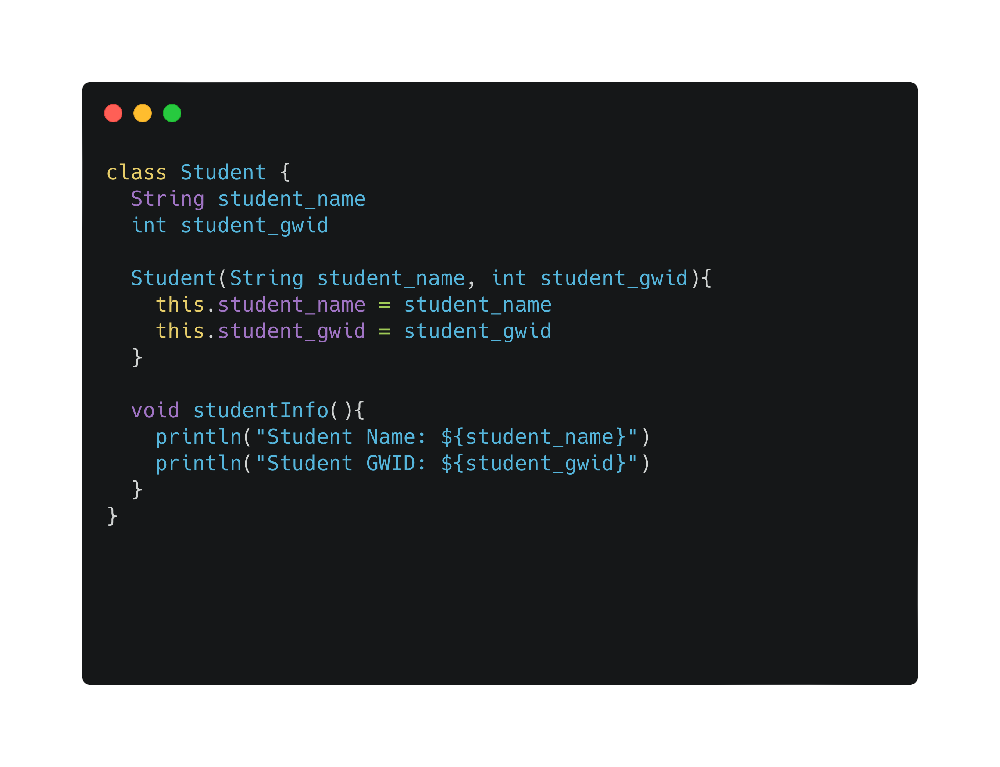 class Student {
  String student_name
  int student_gwid

  Student(String student_name, int student_gwid){
    this.student_name = student_name
    this.student_gwid = student_gwid
  }

  void studentInfo(){
    println("Student Name: ${student_name}")
    println("Student GWID: ${student_gwid}")
  }
}